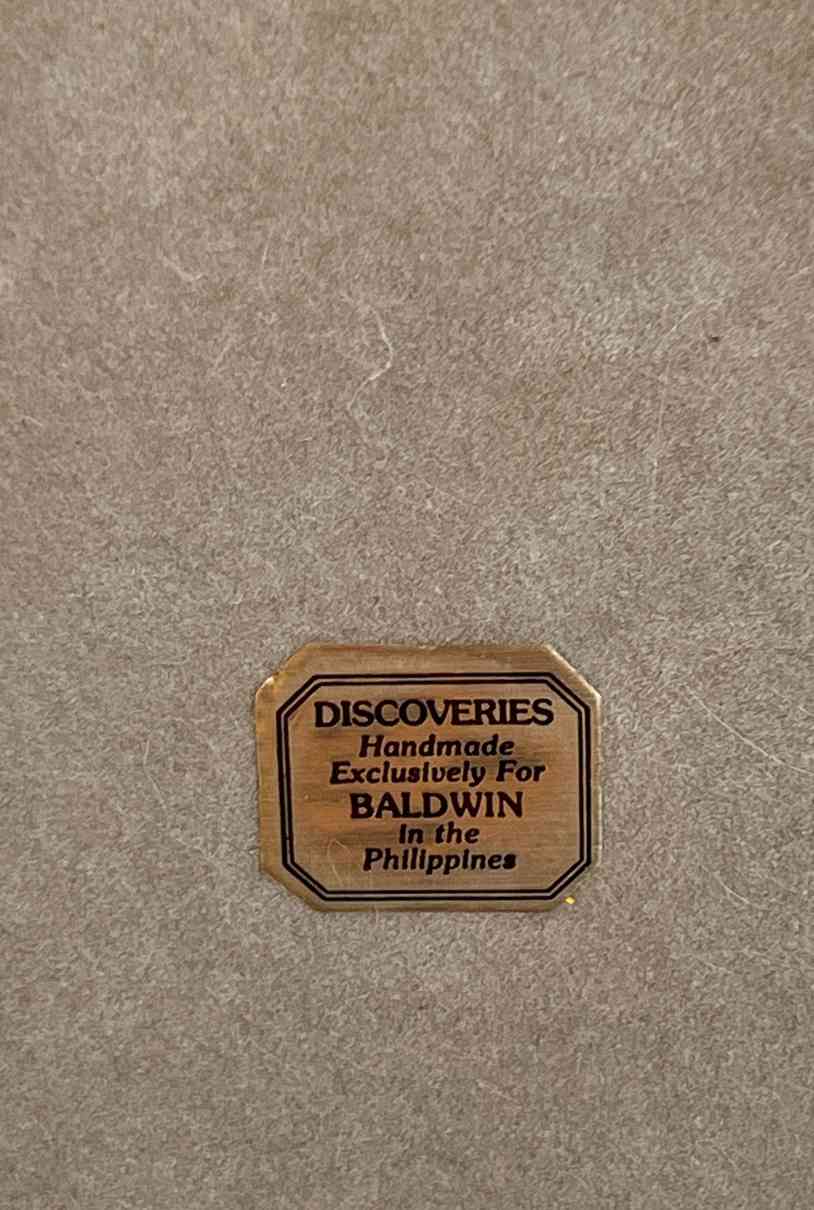 DISCOVERIES
Handmade
Exclusively For
BALDWIN
in the
Philippines